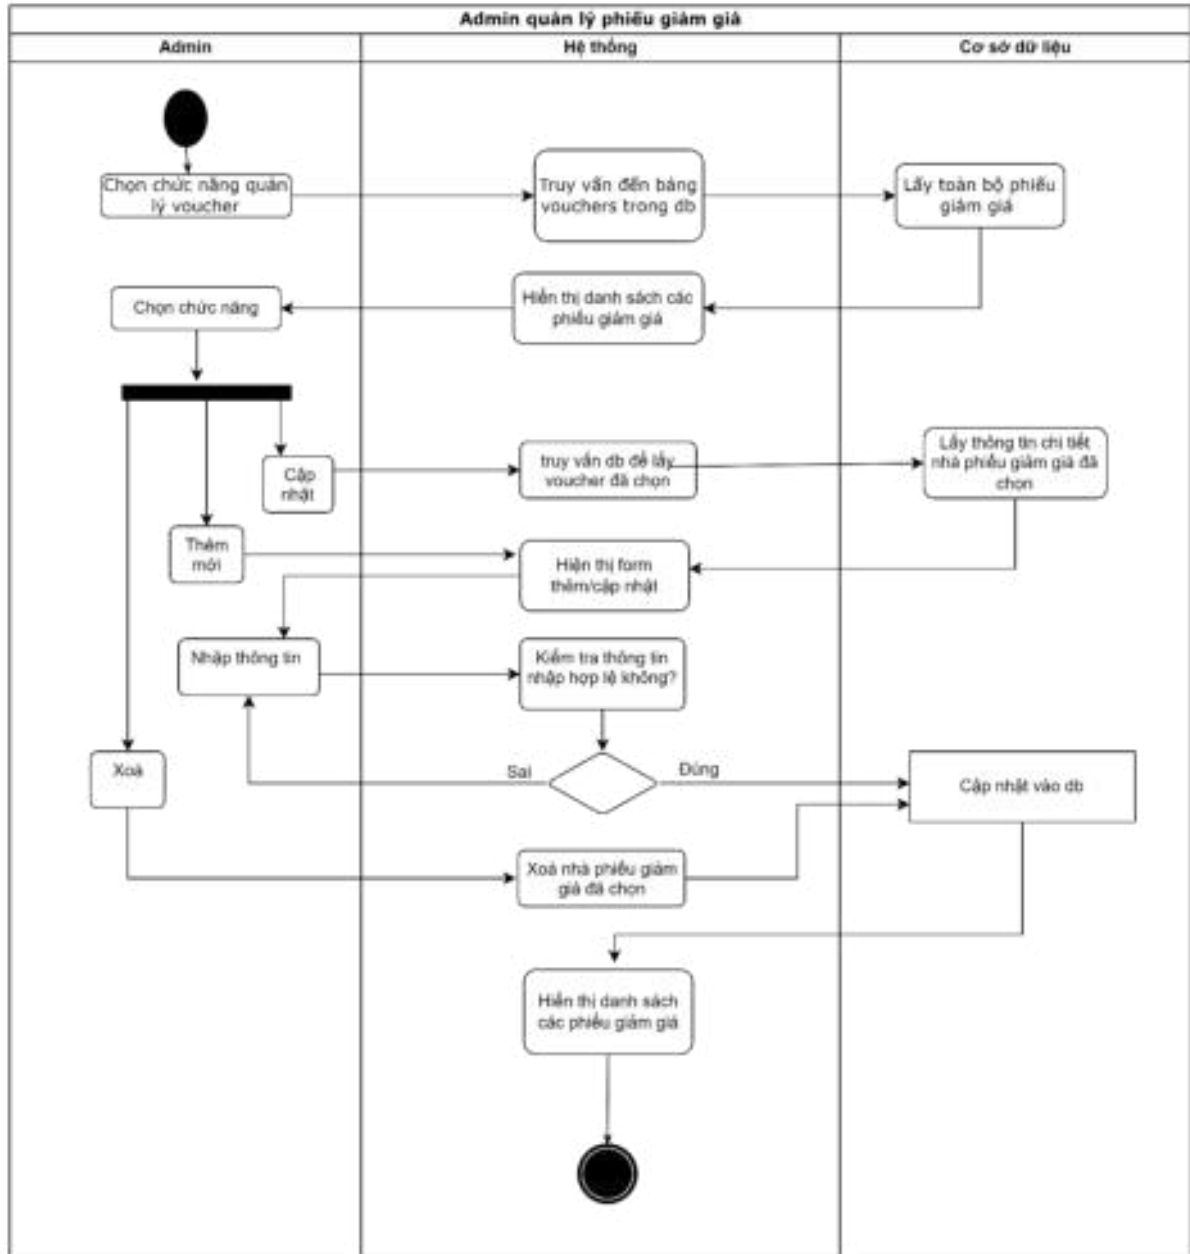 Admin quản lý phiếu giảm giá
Admin
Hệ thống
Cơ sở dữ liệu
Chọn chức năng quản
lý voucher
Truy vấn đến bảng
vouchers trong db
Lấy toàn bộ phiếu
giảm giá
Chọn chức năng
Hiển thị danh sách các
phiếu giảm giá
Cập
nhật
truy vấn db để lấy
voucher đã chọn
Lấy thông tin chi tiết
nhà phiếu giảm giá đã
chọn
Thêm
mới
Hiện thị form
thêm/cập nhật
Nhập thông tin
Kiểm tra thông tin
nhập hợp lệ không?
Xoá
Sai
Đúng
Cập nhật vào db
Xoá nhà phiếu giảm
giá đã chọn
Hiển thị danh sách
các phiếu giảm giá